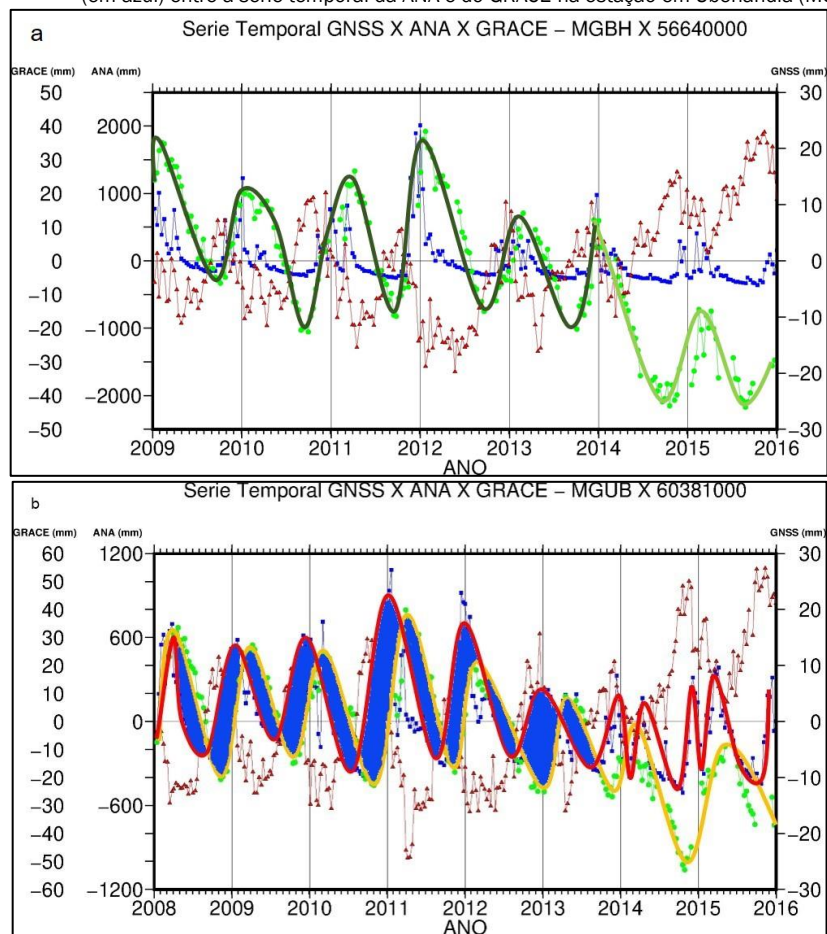 (em azul) entre a série temporal da ANA e do GRACE na estação em Uberlândia
a
Serie Temporal GNSS X ANA X GRACE – MGBH X 56640000
GRACE (mm) ANA (mm) GNSS (mm)
50 30
40 2000
30 20
20 1000
10 10
0 0 0
−10
−20 −1000 −10
−30
−40 −2000 −20
−50 −30
2009 2010 2011 2012 2013 2014 2015 2016
ANO
b
Serie Temporal GNSS X ANA X GRACE – MGUB X 60381000
GRACE (mm) ANA (mm) GNSS (mm)
60 1200 30
50
40 20
30 600
20 10
10
0 0 0
−10
−20 −10
−30 −600
−40 −20
−50
−60 −1200 −30
2008 2009 2010 2011 2012 2013 2014 2015 2016
ANO